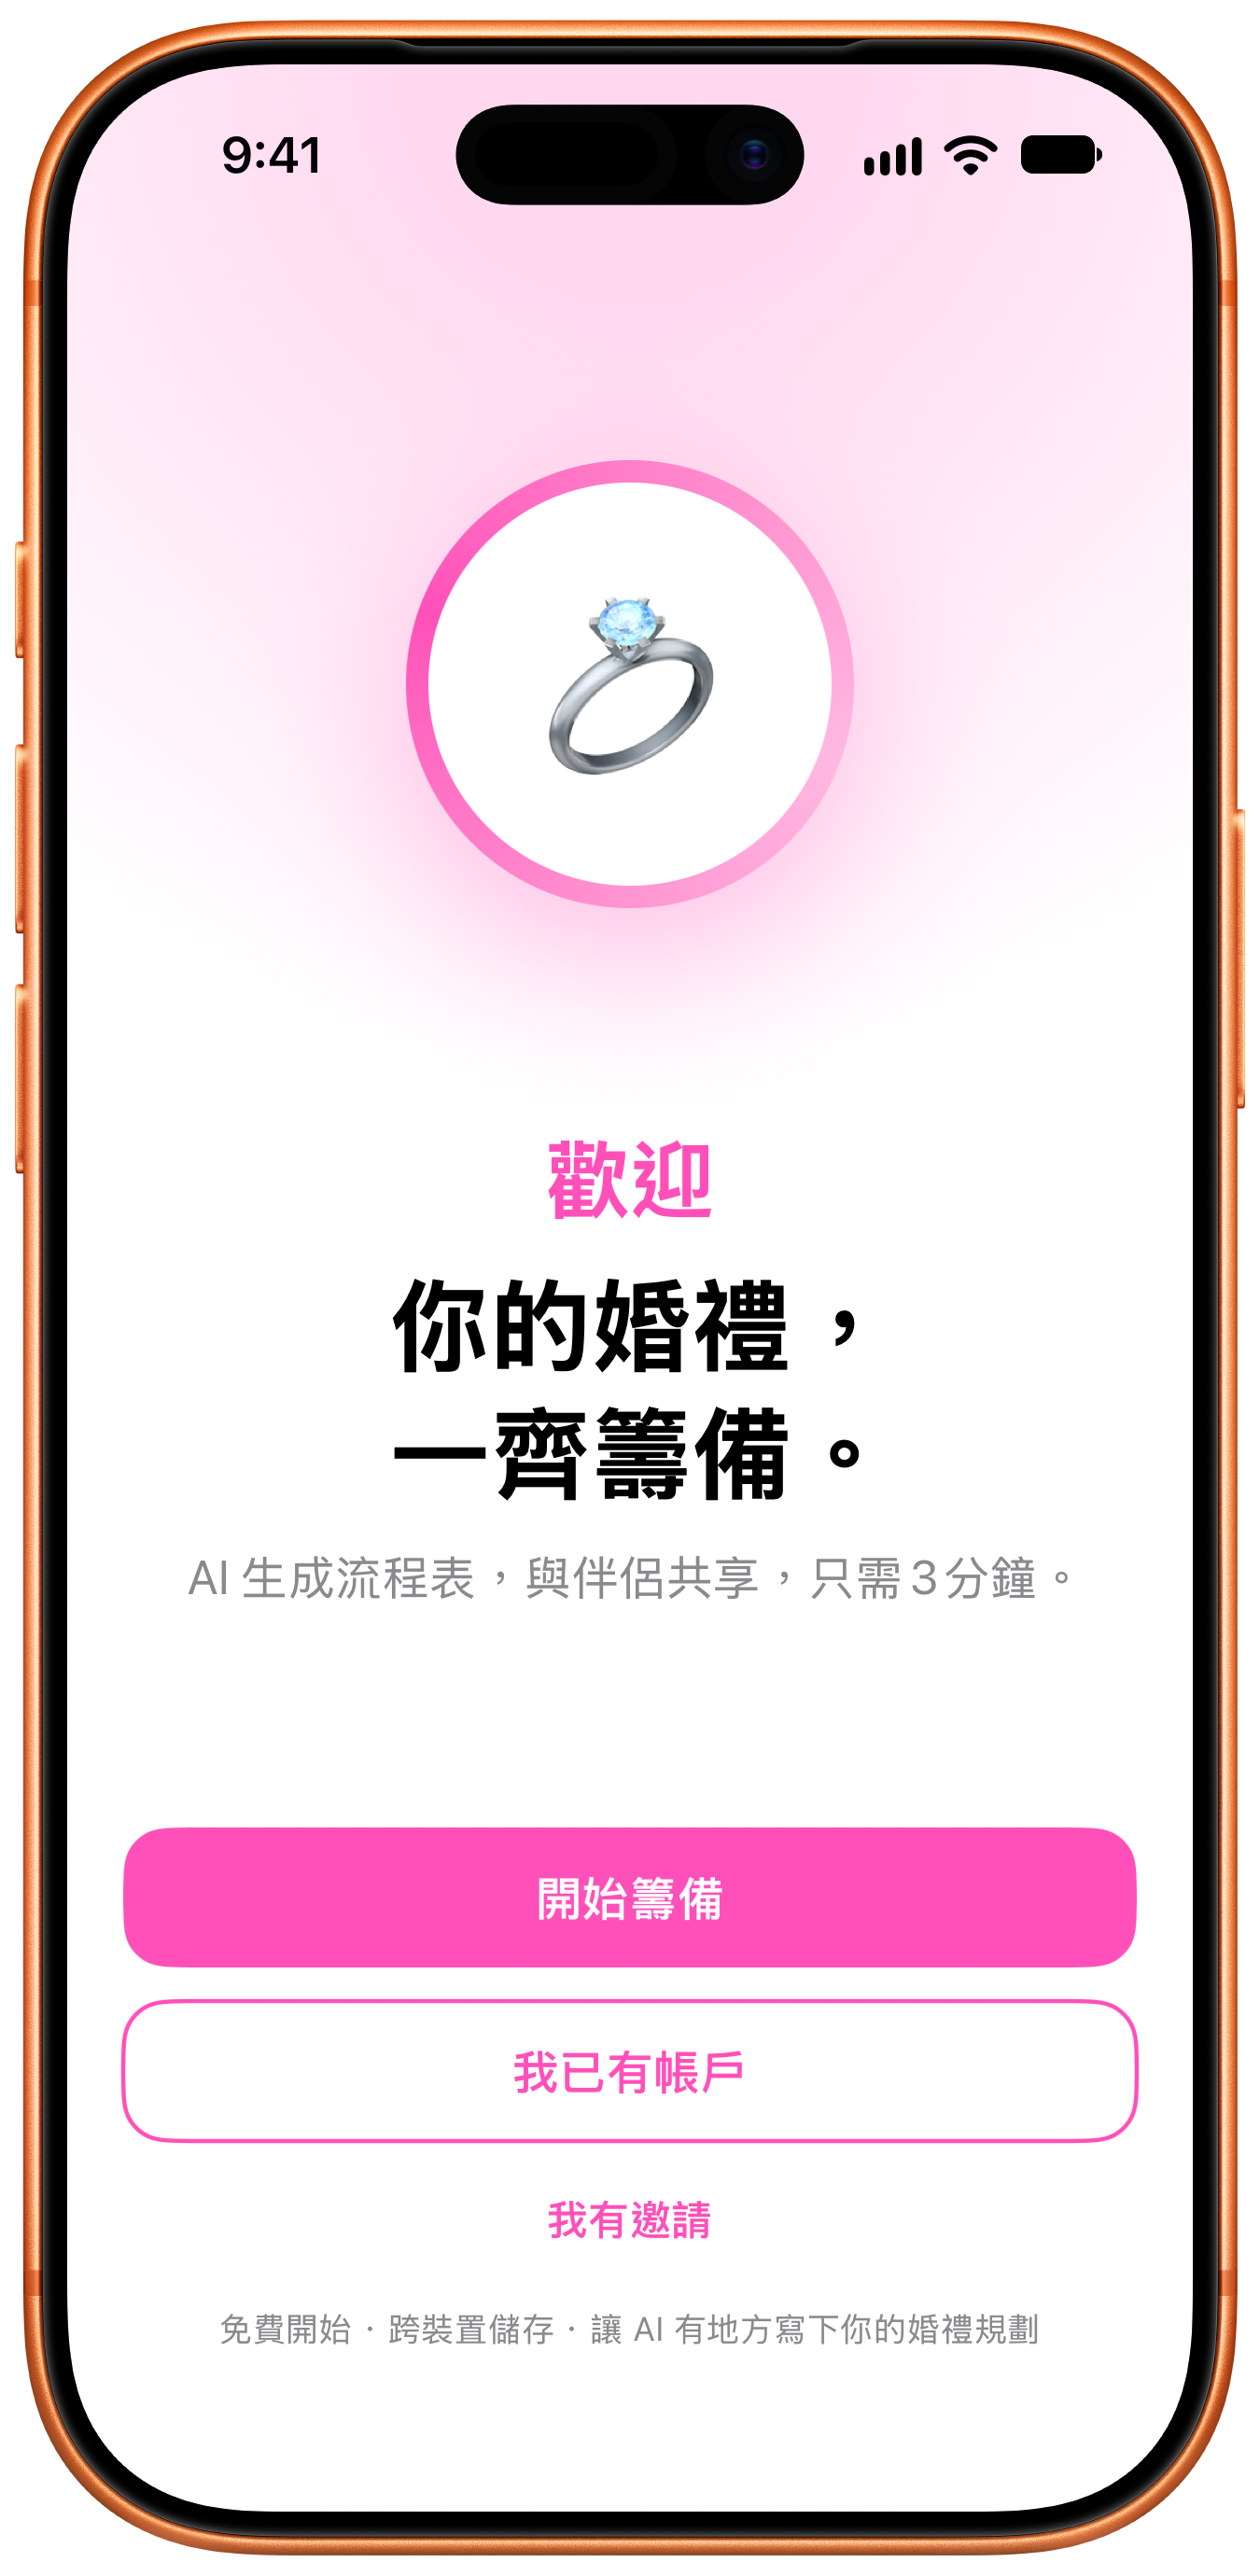 9:41
歡迎
你的婚禮，
一齊籌備。
AI 生成流程表，與伴侶共享，只需 3 分鐘。
開始籌備
我已有帳戶
我有邀請
免費開始 · 跨裝置儲存 · 讓 AI 有地方寫下你的婚禮規劃